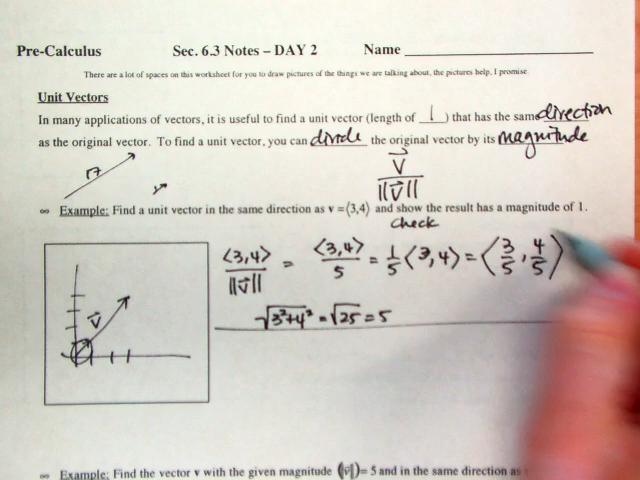 Pre-Calculus Sec. 6.3 Notes – DAY 2 Name ____________
There are a lot of spaces on this worksheet for you to draw pictures of the things we are talking about, the pictures help, I promise
Unit Vectors
In many applications of vectors, it is useful to find a unit vector (length of 1 ) that has the same direction
as the original vector. To find a unit vector, you can divide the original vector by its magnitude
v⃗ / ||v⃗||
∞ Example: Find a unit vector in the same direction as v = ⟨3,4⟩ and show the result has a magnitude of 1.
check
⟨3,4⟩ / ||v⃗|| = ⟨3,4⟩ / 5 = 1/5 ⟨3,4⟩ = ⟨3/5, 4/5⟩
v⃗
√3²+4² = √25 = 5
∞ Example: Find the vector v with the given magnitude ||v⃗|| = 5 and in the same direction as